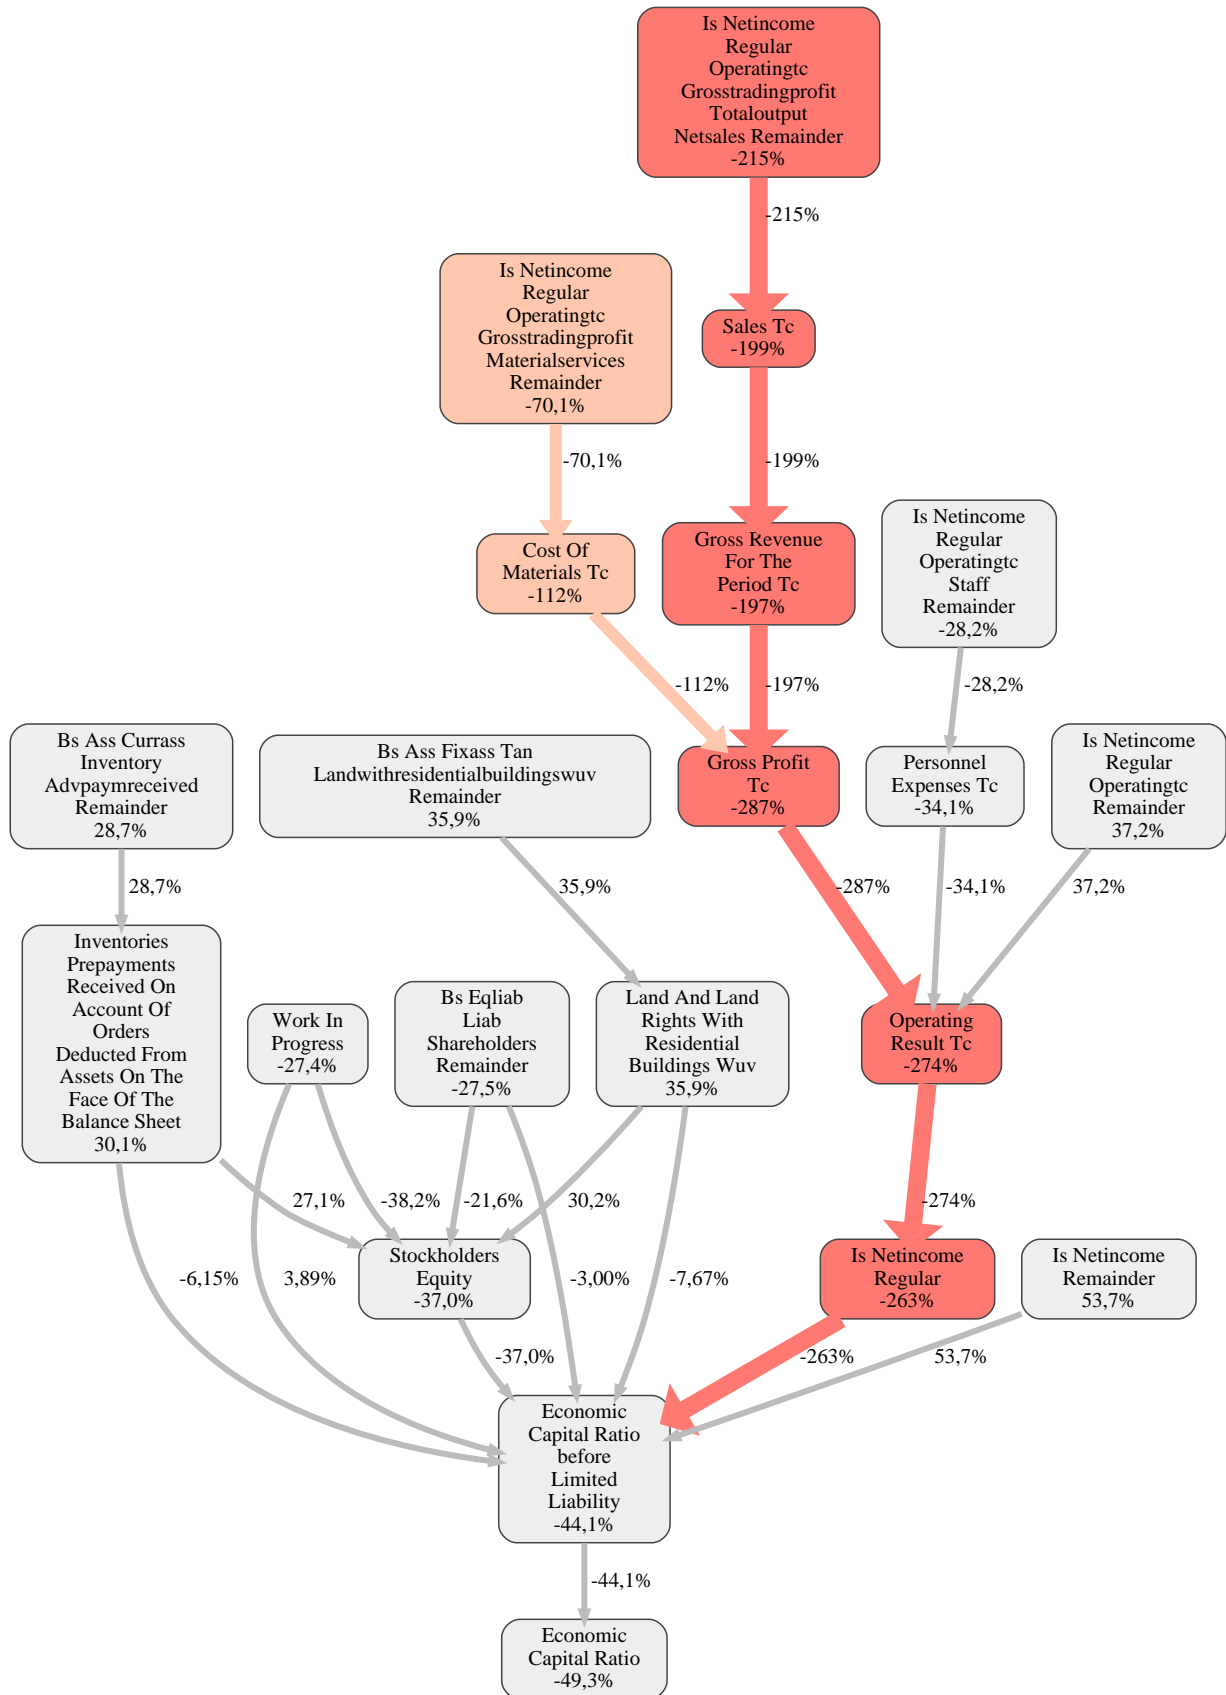 Is Netincome
Regular
Operatingtc
Grosstradingprofit
Totaloutput
Netsales Remainder
-215%
-215%
Is Netincome
Regular
Operatingtc
Grosstradingprofit
Materialservices
Remainder
-70,1%
Sales Tc
-199%
-70,1%
-199%
Is Netincome
Regular
Operatingtc
Staff
Remainder
-28,2%
Cost Of
Materials Tc
-112%
Gross Revenue
For The
Period Tc
-197%
-112%
-197%
-28,2%
Bs Ass Currass
Inventory
Advpaymreceived
Remainder
28,7%
Bs Ass Fixass Tan
Landwithresidentialbuildingswuv
Remainder
35,9%
Gross Profit
Tc
-287%
Personnel
Expenses Tc
-34,1%
Is Netincome
Regular
Operatingtc
Remainder
37,2%
28,7%
35,9%
-287%
-34,1%
37,2%
Inventories
Prepayments
Received On
Account Of
Orders
Deducted From
Assets On The
Face Of The
Balance Sheet
30,1%
Work In
Progress
-27,4%
Bs Eqliab
Liab
Shareholders
Remainder
-27,5%
Land And Land
Rights With
Residential
Buildings Wuv
35,9%
Operating
Result Tc
-274%
27,1%
-38,2%
-21,6%
30,2%
-274%
-6,15%
3,89%
Stockholders
Equity
-37,0%
-3,00%
-7,67%
Is Netincome
Regular
-263%
Is Netincome
Remainder
53,7%
-37,0%
-263%
53,7%
Economic
Capital Ratio
before
Limited
Liability
-44,1%
-44,1%
Economic
Capital Ratio
-49,3%